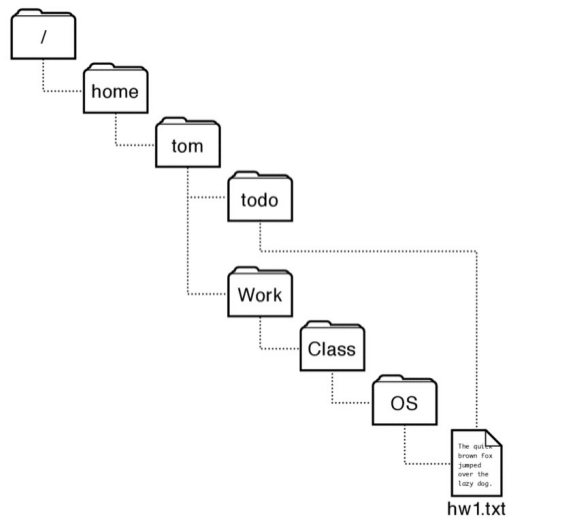 /
home
tom
todo
Work
Class
OS
The quick
brown fox
jumped
over the
lazy dog.
hw1.txt